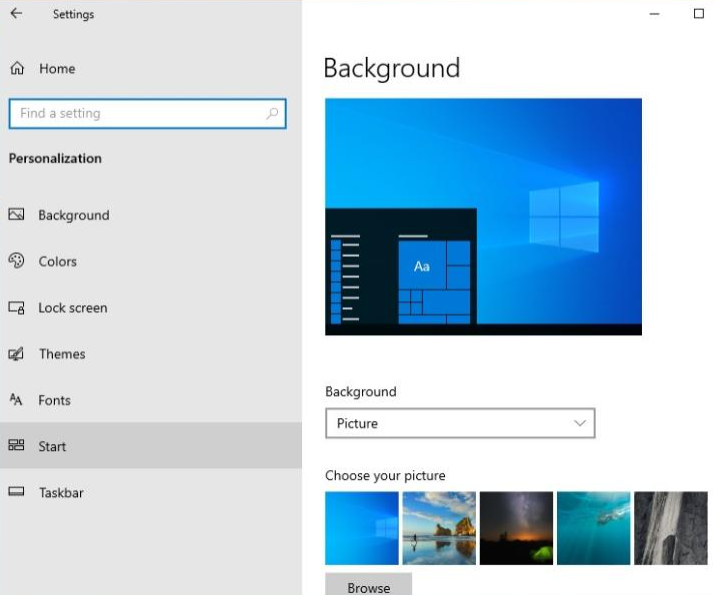 Settings
Home
Find a setting
Personalization
Background
Colors
Lock screen
Themes
Fonts
Start
Taskbar
Background
Aa
Background
Picture
Choose your picture
Browse